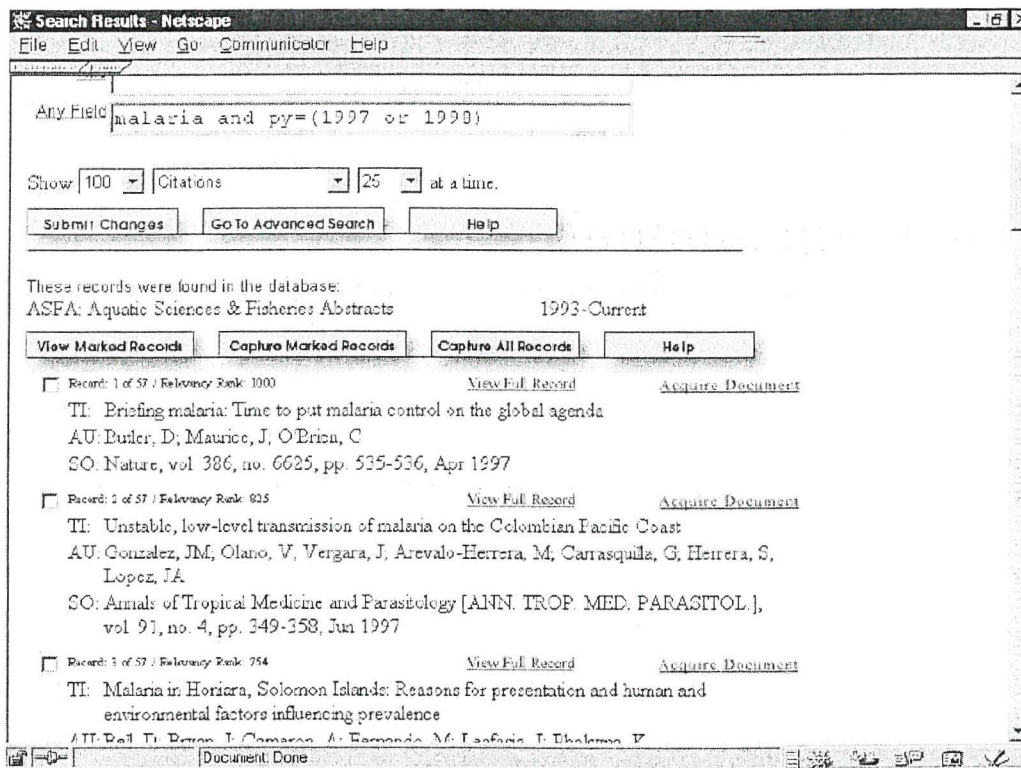 Search Results - Netscape
File Edit View Go Communicator Help
Any Field malaria and py=(1997 or 1998)
Show 100 Citations 25 at a time.
Submit Changes Go To Advanced Search Help
These records were found in the database:
ASFA: Aquatic Sciences & Fisheries Abstracts 1993-Current
View Marked Records Capture Marked Records Capture All Records Help
Record: 1 of 57 / Relevancy Rank: 1000 View Full Record Acquire Document
TI: Briefing malaria: Time to put malaria control on the global agenda
AU: Butler, D; Maurice, J; O'Brien, C
SO: Nature, vol. 386, no. 6625, pp. 535-536, Apr 1997
Record: 2 of 57 / Relevancy Rank: 835 View Full Record Acquire Document
TI: Unstable, low-level transmission of malaria on the Colombian Pacific Coast
AU: Gonzalez, JM; Olano, V; Vergara, J; Arevalo-Herrera, M; Carrasquilla, G; Herrera, S,
Lopez, JA
SO: Annals of Tropical Medicine and Parasitology [ANN. TROP. MED. PARASITOL.],
vol. 91, no. 4, pp. 349-358, Jun 1997
Record: 3 of 57 / Relevancy Rank: 754 View Full Record Acquire Document
TI: Malaria in Honiara, Solomon Islands: Reasons for presentation and human and
environmental factors influencing prevalence
AU: Bell, D; Bryan, J; Cameron, A; Fernando, M; Leafasia, J; Pholsyna, K
Document: Done